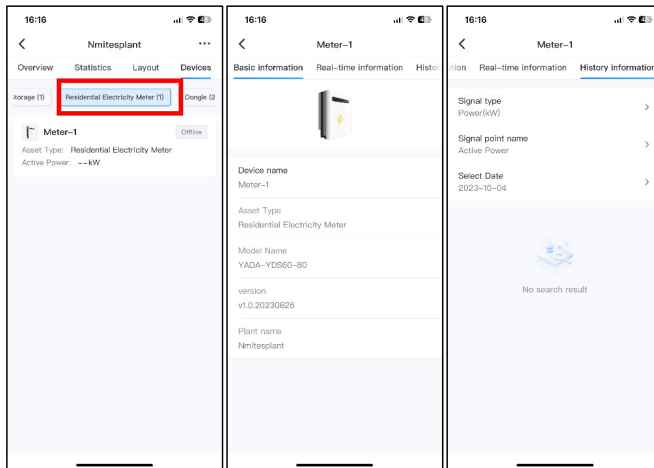 16:16
Nmitesplant
Overview Statistics Layout Devices
Storage (1) Residential Electricity Meter (1) Dongle (2
Meter-1 Offline
Asset Type: Residential Electricity Meter
Active Power: --kW
16:16
Meter-1
Basic information Real-time information Histor
Device name
Meter-1
Asset Type
Residential Electricity Meter
Model Name
YADA-YDS60-80
version
v1.0.20230826
Plant name
Nmitesplant
16:16
Meter-1
tion Real-time information History information
Signal type
Power(kW)
Signal point name
Active Power
Select Date
2023-10-04
No search result